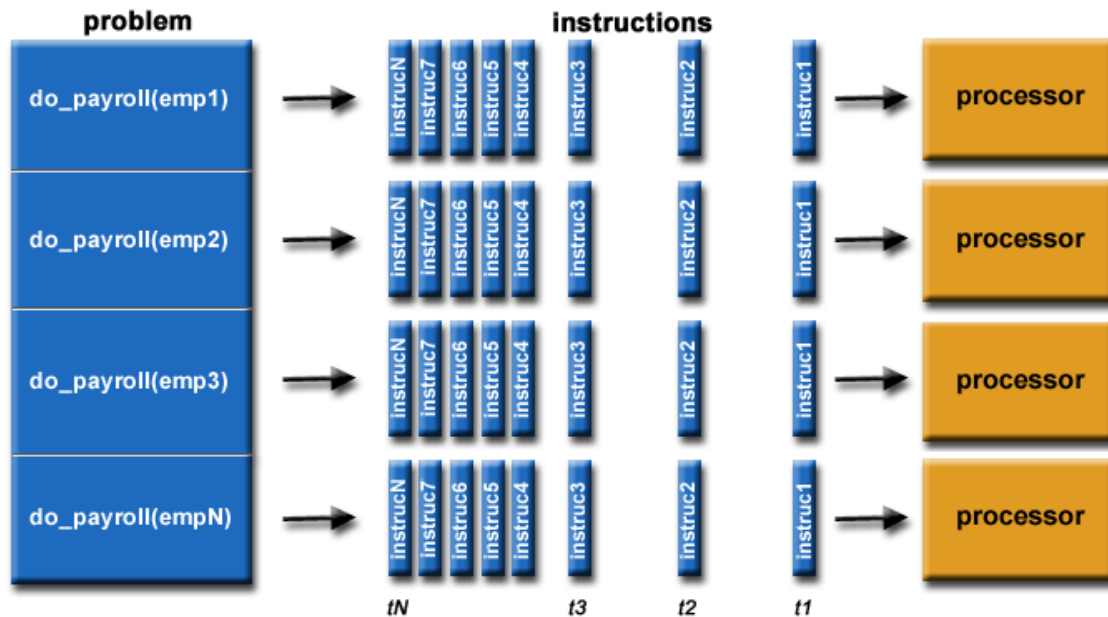 problem
instructions
do_payroll(emp1)
instrucN
instruc7
instruc6
instruc5
instruc4
instruc3
instruc2
instruc1
processor
do_payroll(emp2)
instrucN
instruc7
instruc6
instruc5
instruc4
instruc3
instruc2
instruc1
processor
do_payroll(emp3)
instrucN
instruc7
instruc6
instruc5
instruc4
instruc3
instruc2
instruc1
processor
do_payroll(empN)
instrucN
instruc7
instruc6
instruc5
instruc4
instruc3
instruc2
instruc1
processor
tN
t3
t2
t1